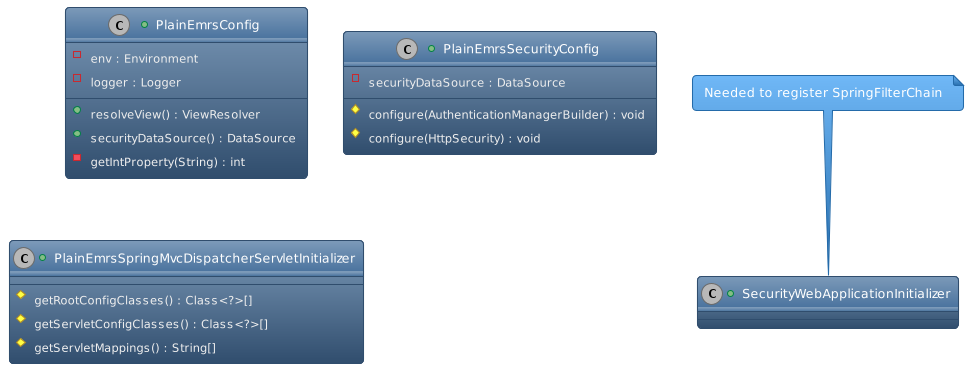 C PlainEmrsConfig
env : Environment
logger : Logger
resolveView() : ViewResolver
securityDataSource() : DataSource
getIntProperty(String) : int
C PlainEmrsSecurityConfig
securityDataSource : DataSource
configure(AuthenticationManagerBuilder) : void
configure(HttpSecurity) : void
Needed to register SpringFilterChain
C PlainEmrsSpringMvcDispatcherServletInitializer
getRootConfigClasses() : Class<?>[]
getServletConfigClasses() : Class<?>[]
getServletMappings() : String[]
C SecurityWebApplicationInitializer